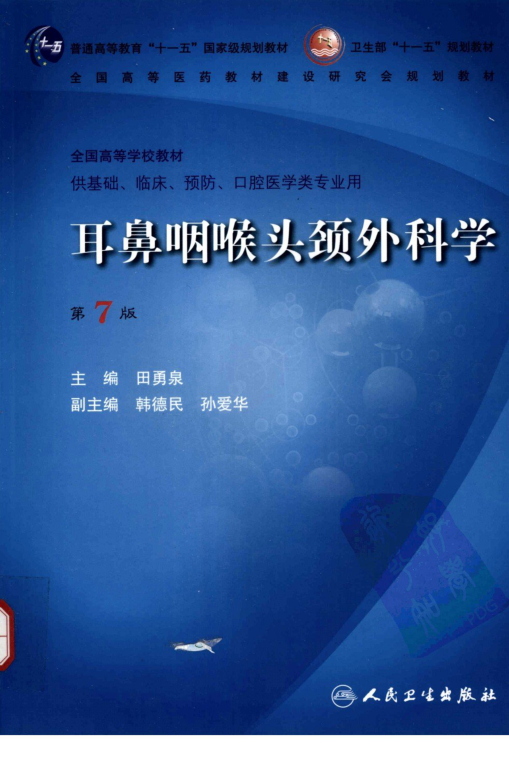 十一五 普通高等教育“十一五”国家级规划教材 卫生部“十一五”规划教材
全国高等医药教材建设研究会规划教材
全国高等学校教材
供基础、临床、预防、口腔医学类专业用
耳鼻咽喉头颈外科学
第7版
主 编 田勇泉
副主编 韩德民 孙爱华
PDG
人民卫生出版社